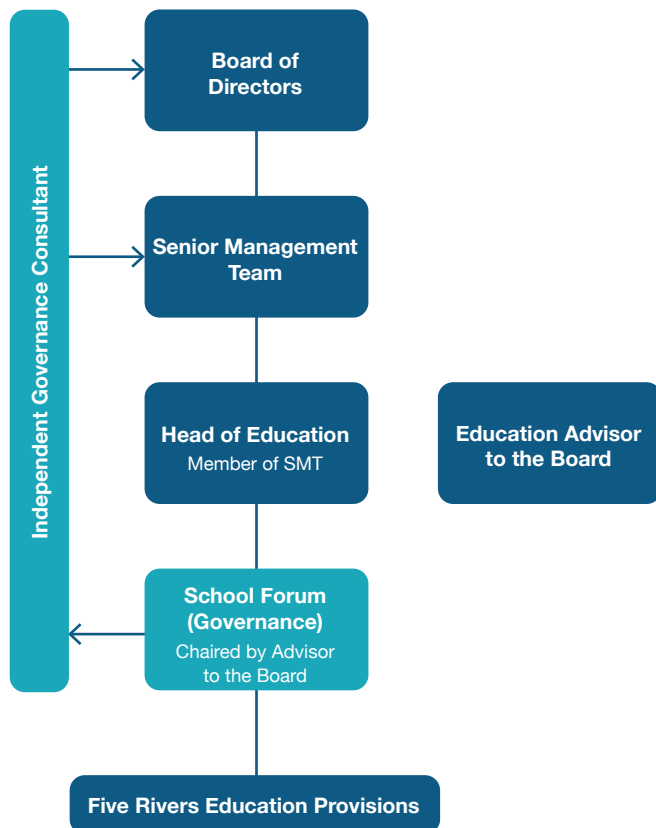 Independent Governance Consultant
Board of
Directors
Senior Management
Team
Head of Education
Member of SMT
Education Advisor
to the Board
School Forum
(Governance)
Chaired by Advisor
to the Board
Five Rivers Education Provisions